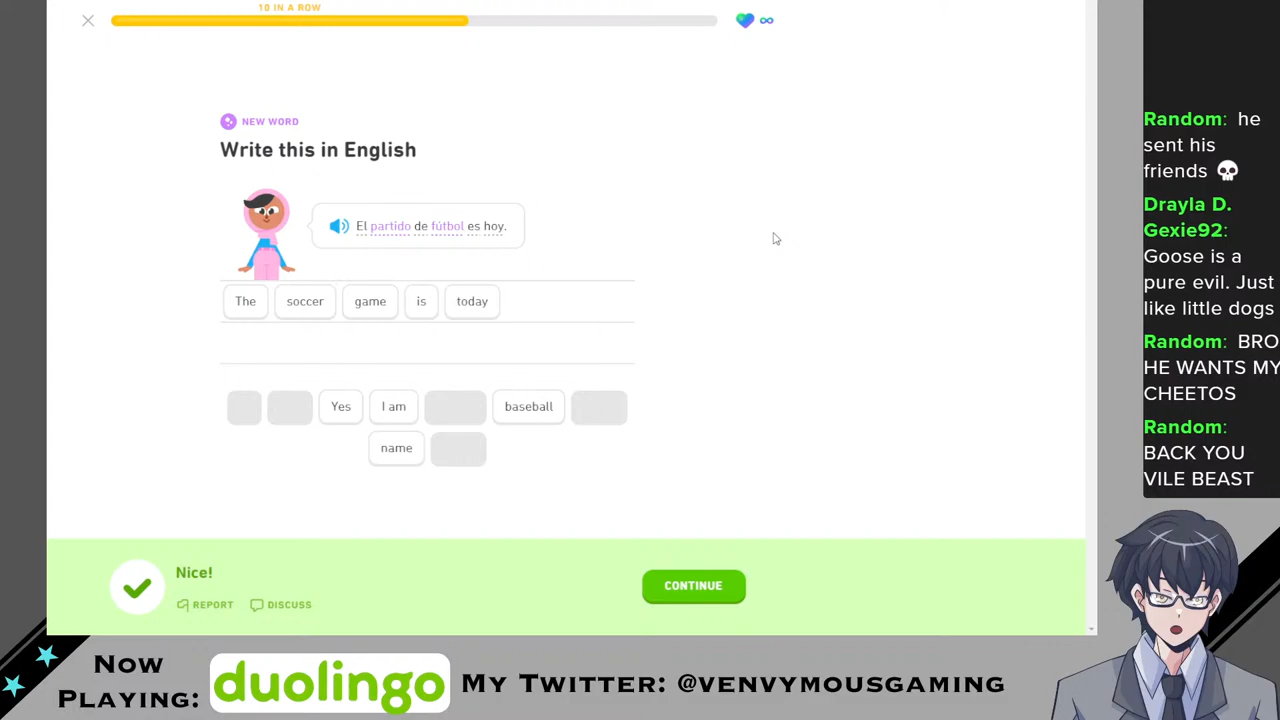 10 IN A ROW
NEW WORD
Write this in English
El partido de fútbol es hoy.
The soccer game is today
Yes I am baseball
name
Nice!
REPORT DISCUSS
CONTINUE
Random: he
sent his
friends 💀
Drayla D.
Gexie92:
Goose is a
pure evil. Just
like little dogs
Random: BRO
HE WANTS MY
CHEETOS
Random:
BACK YOU
VILE BEAST
Now
Playing:
duolingo
My Twitter: @venvymousgaming